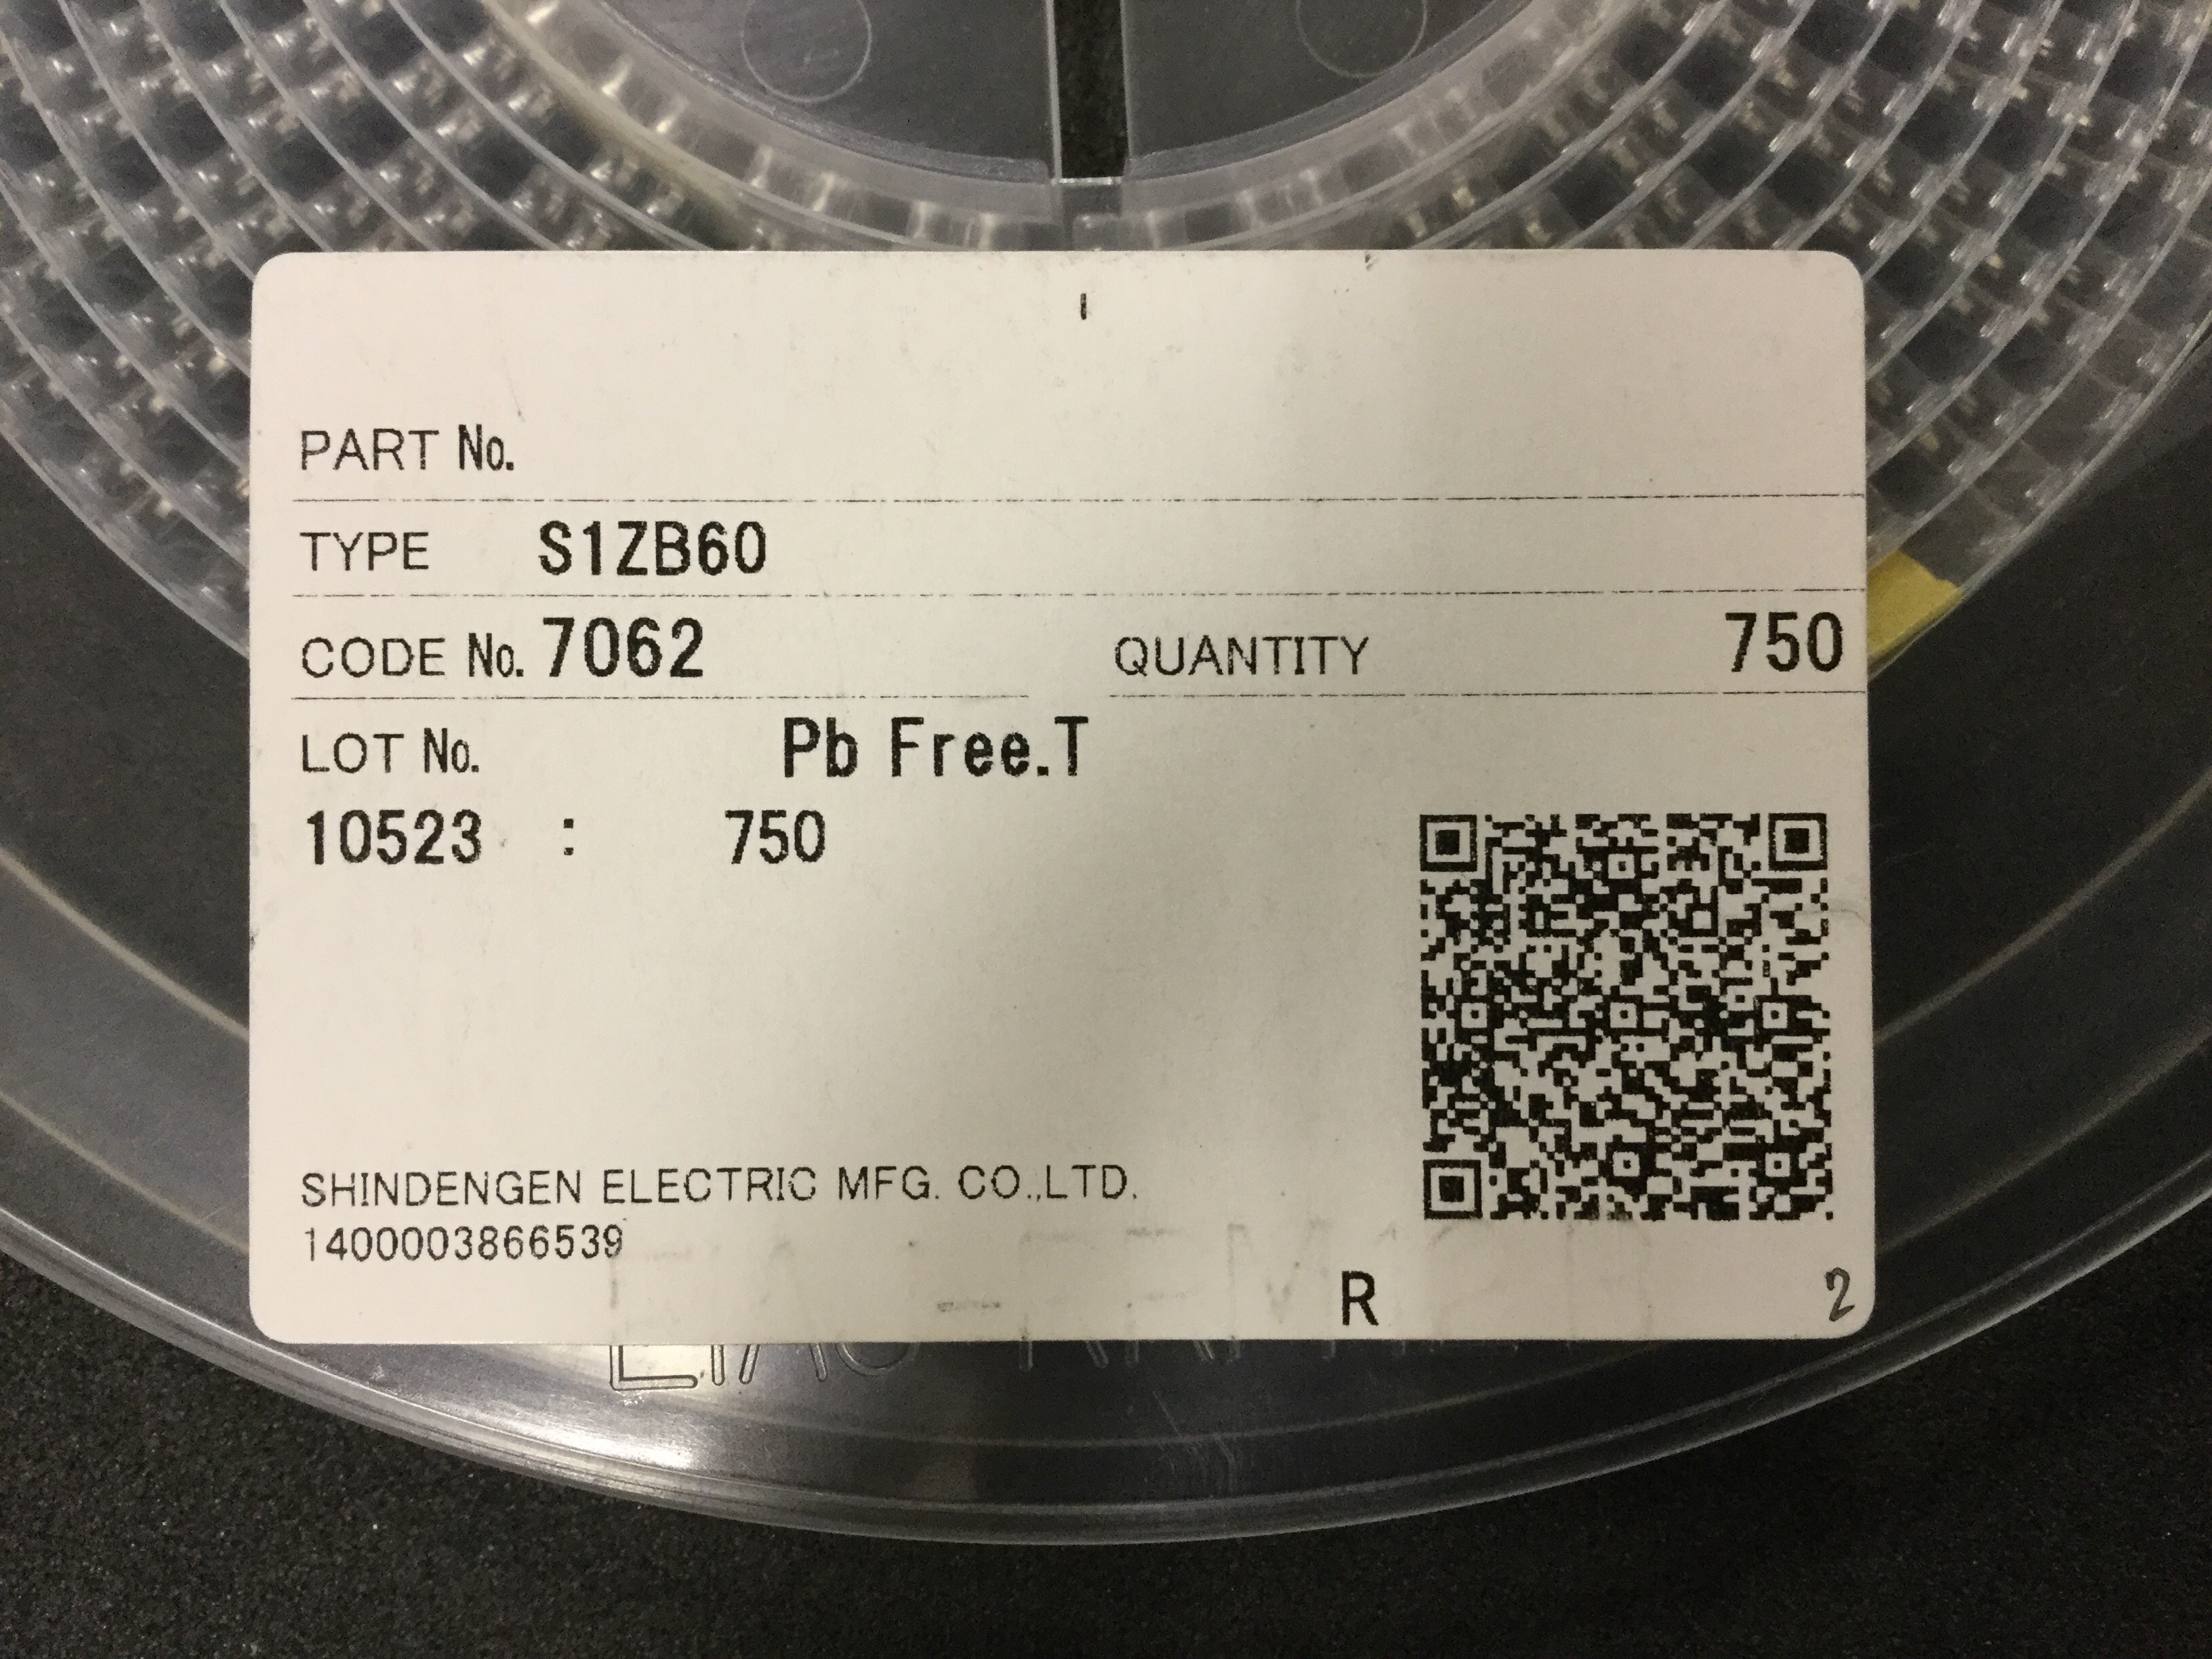 PART No.
TYPE S1ZB60
CODE No. 7062 QUANTITY 750
LOT No. Pb Free.T
10523 : 750
SHINDENGEN ELECTRIC MFG. CO.,LTD.
1400003866539
R 2